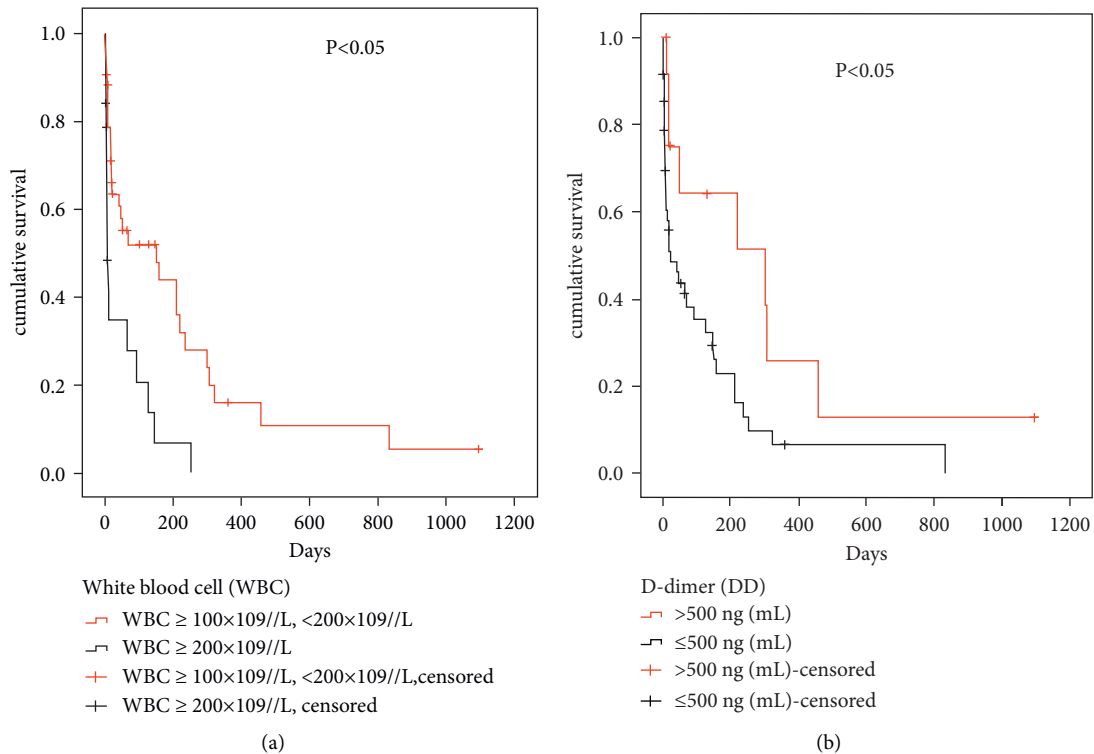 1.0
0.8
0.6
0.4
0.2
0.0
cumulative survival
P<0.05
0 200 400 600 800 1000 1200
Days
White blood cell (WBC)
WBC ≥ 100×109//L, <200×109//L
WBC ≥ 200×109//L
WBC ≥ 100×109//L, <200×109//L,censored
WBC ≥ 200×109//L, censored
(a)
1.0
0.8
0.6
0.4
0.2
0.0
cumulative survival
P<0.05
0 200 400 600 800 1000 1200
Days
D-dimer (DD)
>500 ng (mL)
≤500 ng (mL)
>500 ng (mL)-censored
≤500 ng (mL)-censored
(b)